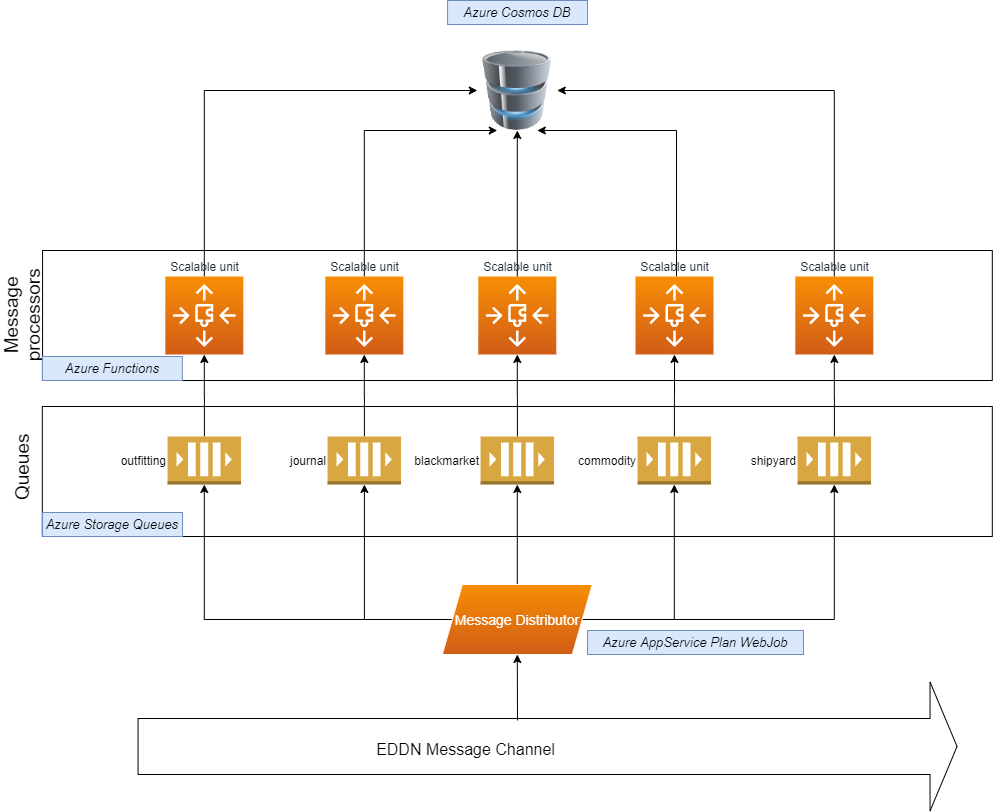 Azure Cosmos DB
Message
processors
Scalable unit
Scalable unit
Scalable unit
Scalable unit
Scalable unit
Azure Functions
Queues
outfitting
journal
blackmarket
commodity
shipyard
Azure Storage Queues
Message Distributor
Azure AppService Plan WebJob
EDDN Message Channel